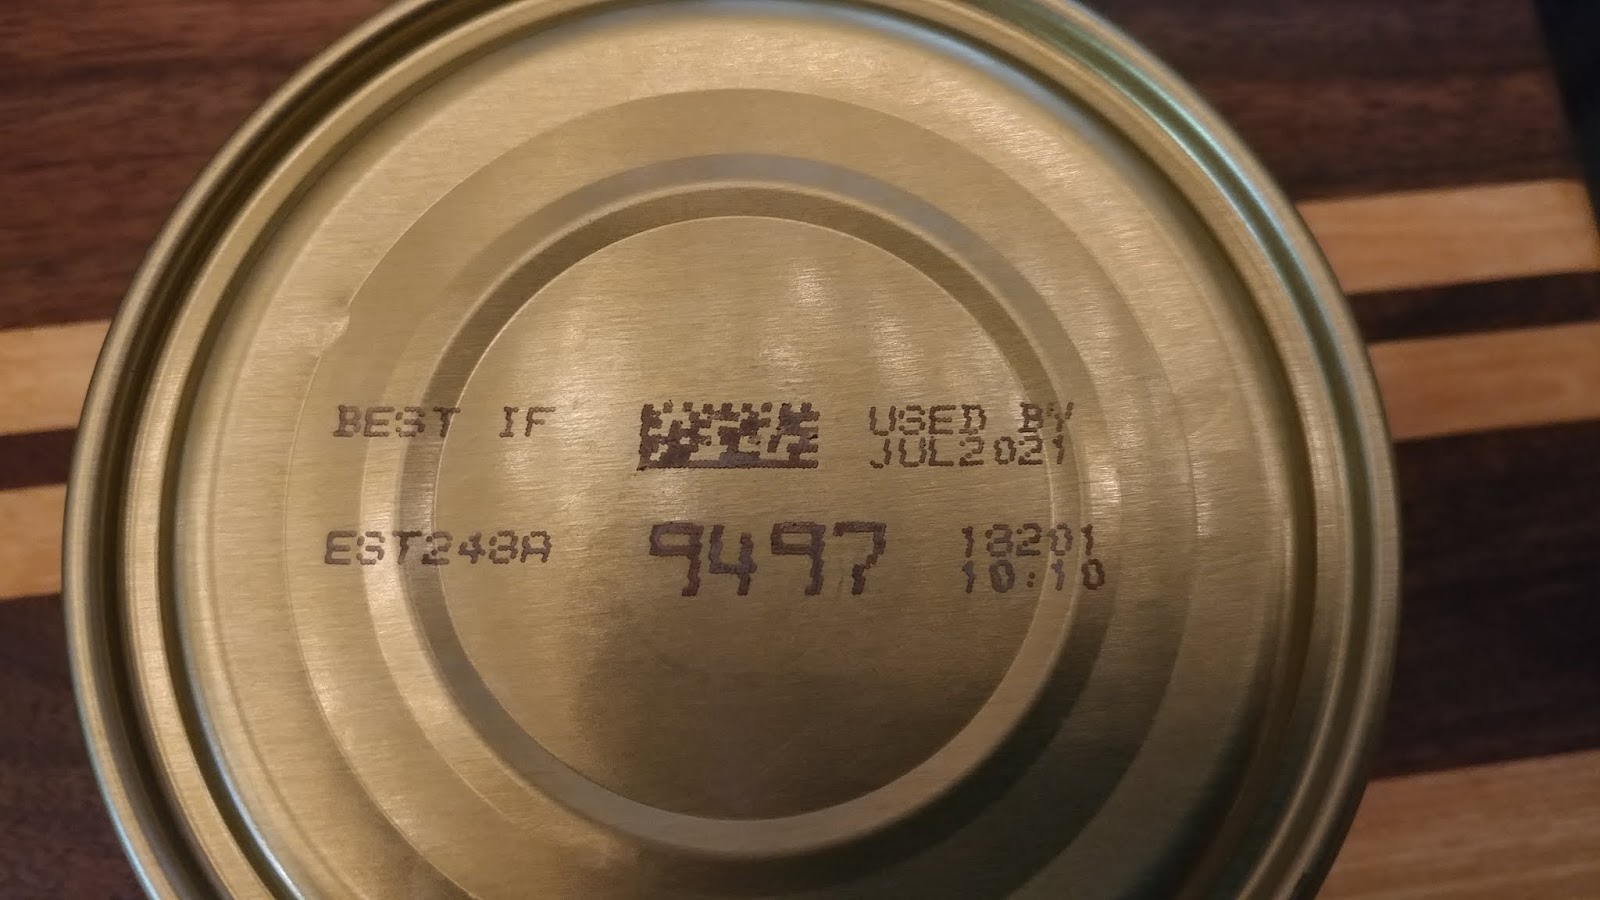 BEST IF USED BY
JUL2021
EST248A 9497 18201
10:10